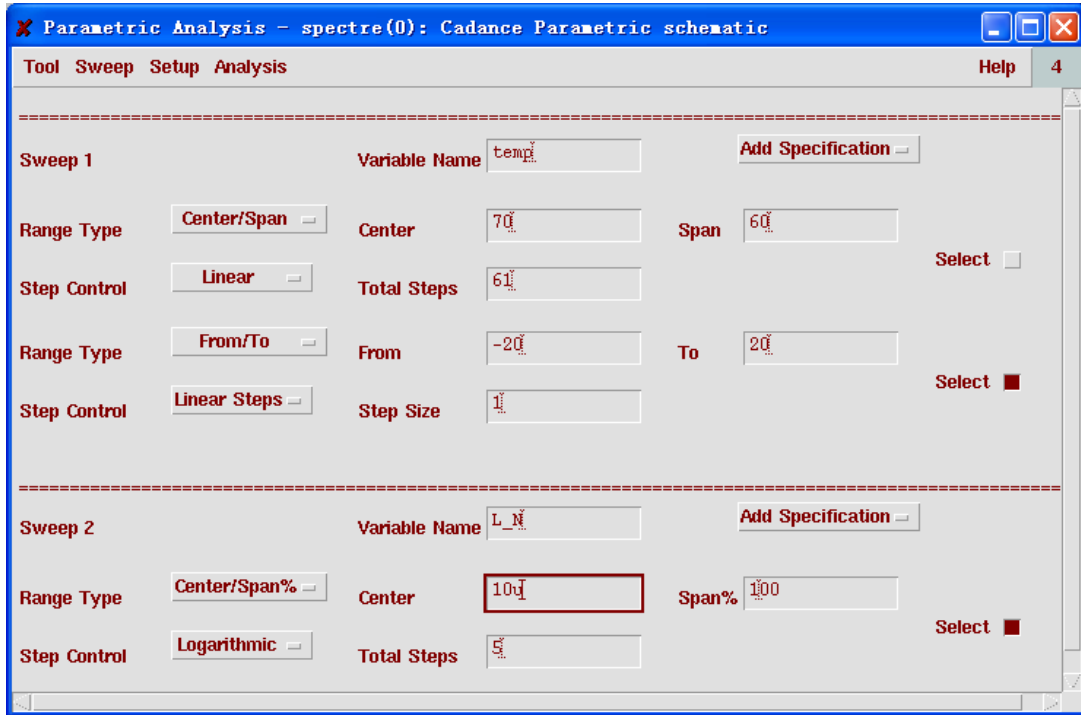 Parametric Analysis - spectre(0): Cadance Parametric schematic
Tool Sweep Setup Analysis Help 4
Sweep 1 Variable Name temp Add Specification
Range Type Center/Span Center 70 Span 60
Select
Step Control Linear Total Steps 61
Range Type From/To From -20 To 20
Select
Step Control Linear Steps Step Size 1
Sweep 2 Variable Name L_N Add Specification
Range Type Center/Span% Center 10u Span% 100
Select
Step Control Logarithmic Total Steps 5